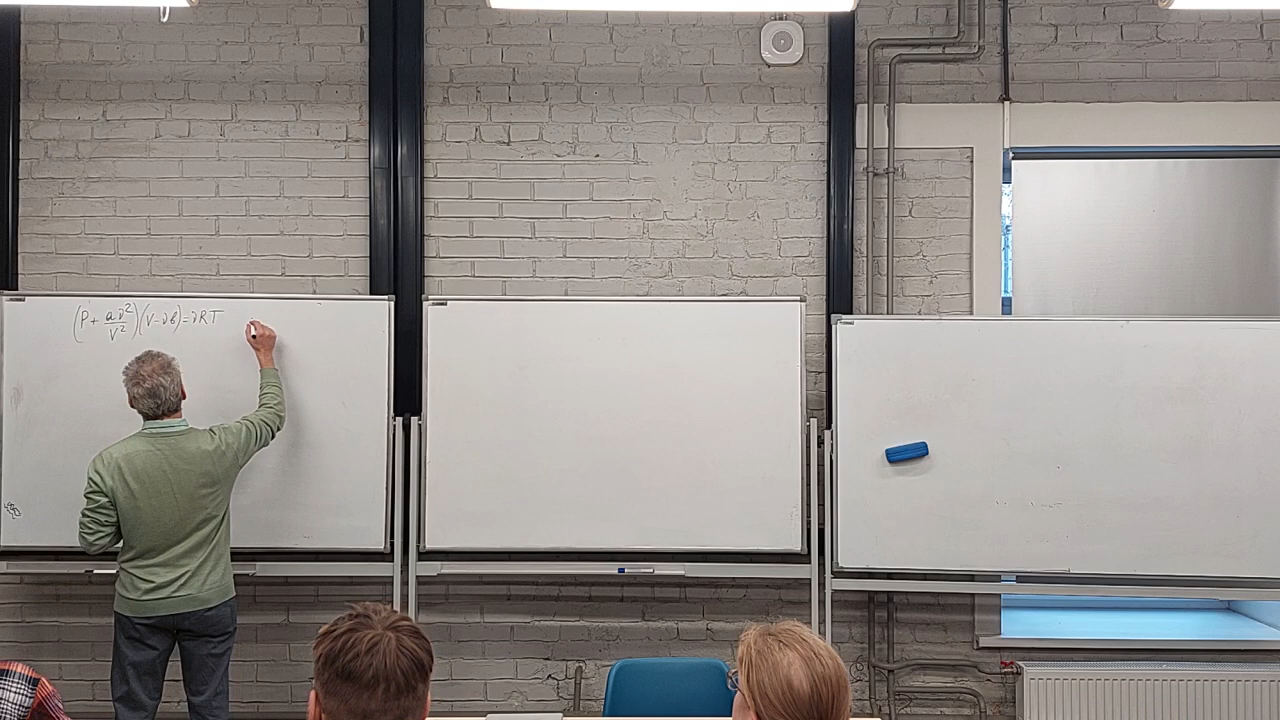 (P + aν²/V²)(V-νb) = νRT